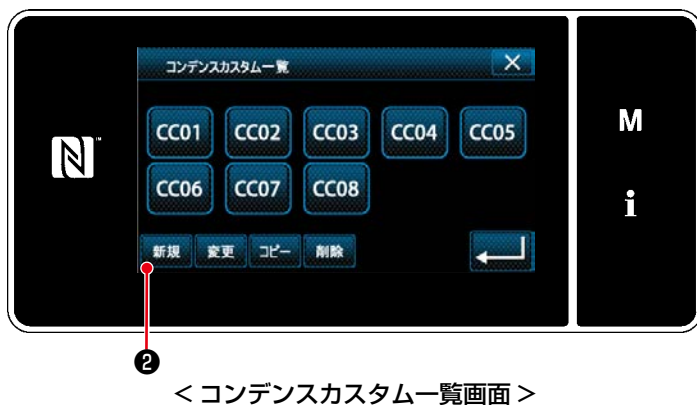 コンデンスカスタム一覧
CC01 CC02 CC03 CC04 CC05
CC06 CC07 CC08
新規 変更 コピー 削除
M
i
❷
＜コンデンスカスタム一覧画面＞